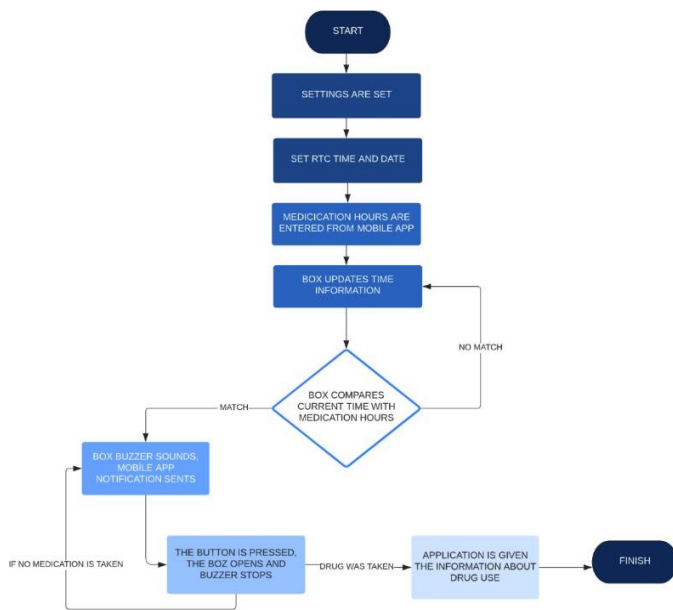 START
SETTINGS ARE SET
SET RTC TIME AND DATE
MEDICICATION HOURS ARE
ENTERED FROM MOBILE APP
BOX UPDATES TIME
INFORMATION
NO MATCH
BOX COMPARES
CURRENT TIME WITH
MEDICATION HOURS
MATCH
BOX BUZZER SOUNDS,
MOBILE APP
NOTIFICATION SENTS
IF NO MEDICATION IS TAKEN
THE BUTTON IS PRESSED,
THE BOZ OPENS AND
BUZZER STOPS
DRUG WAS TAKEN
APPLICATION IS GIVEN
THE INFORMATION ABOUT
DRUG USE
FINISH